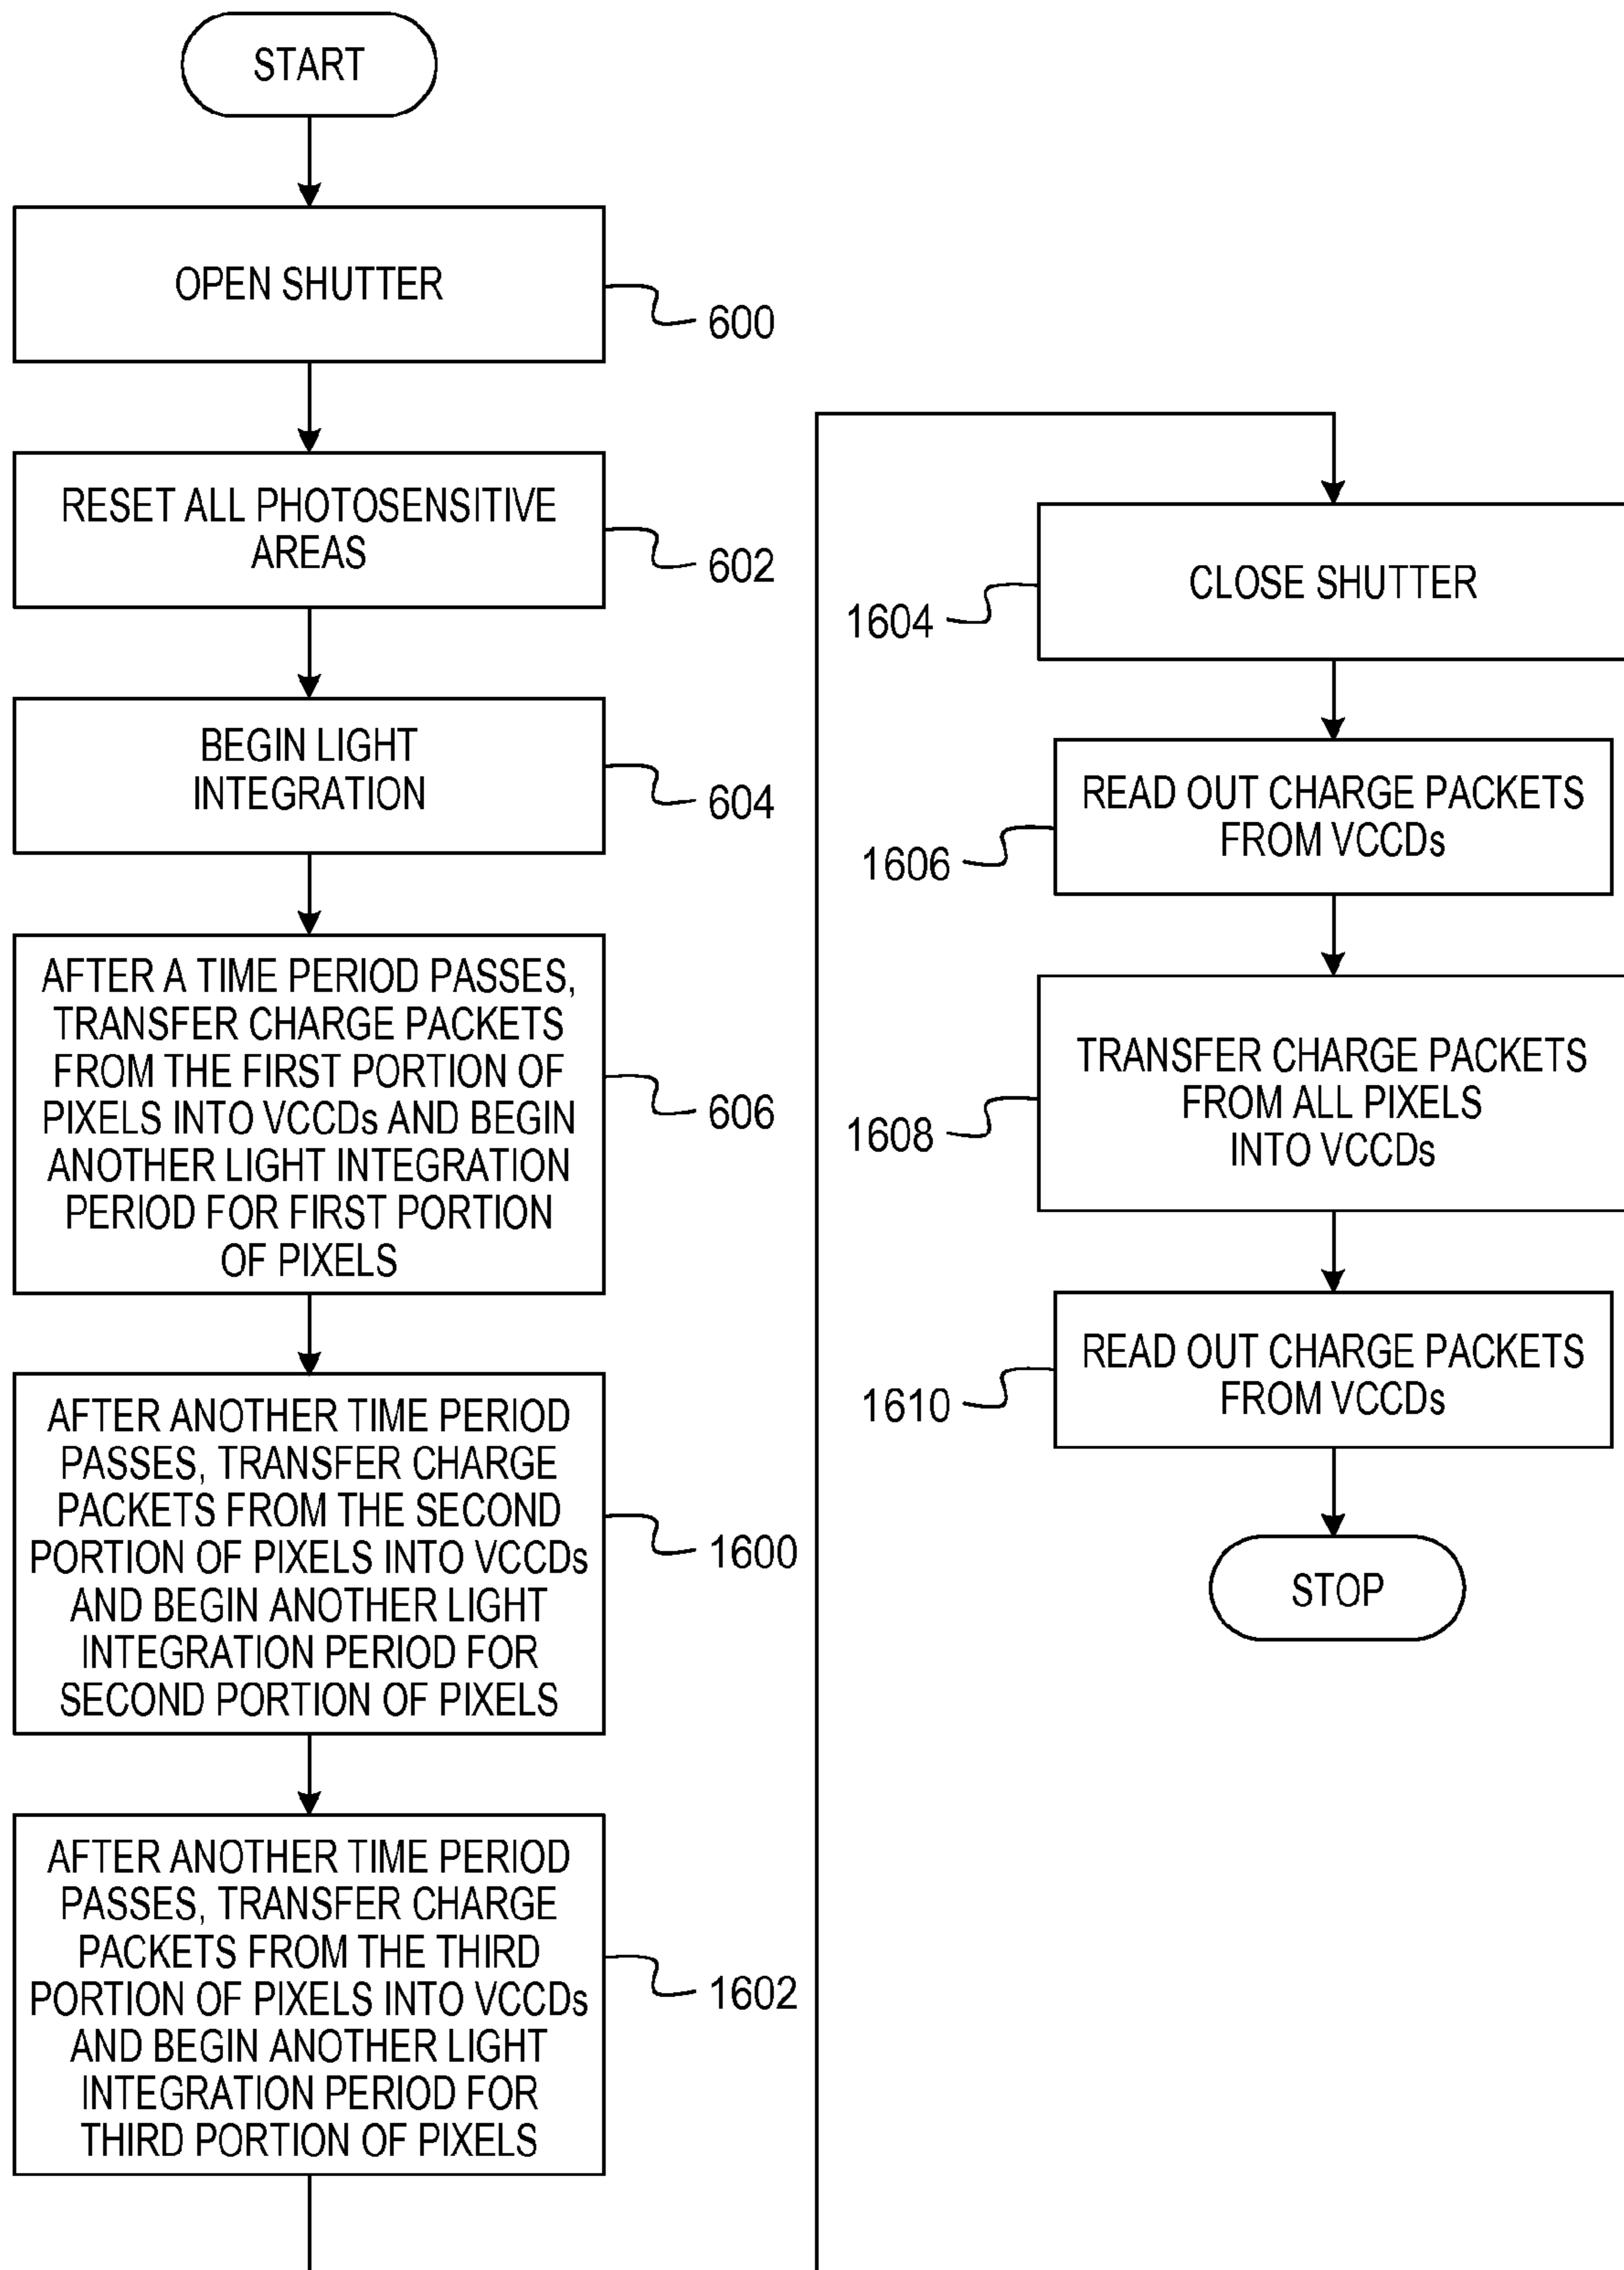 START
OPEN SHUTTER
600
RESET ALL PHOTOSENSITIVE
AREAS
602
BEGIN LIGHT
INTEGRATION
604
AFTER A TIME PERIOD PASSES,
TRANSFER CHARGE PACKETS
FROM THE FIRST PORTION OF
PIXELS INTO VCCDs AND BEGIN
ANOTHER LIGHT INTEGRATION
PERIOD FOR FIRST PORTION
OF PIXELS
606
AFTER ANOTHER TIME PERIOD
PASSES, TRANSFER CHARGE
PACKETS FROM THE SECOND
PORTION OF PIXELS INTO VCCDs
AND BEGIN ANOTHER LIGHT
INTEGRATION PERIOD FOR
SECOND PORTION OF PIXELS
1600
AFTER ANOTHER TIME PERIOD
PASSES, TRANSFER CHARGE
PACKETS FROM THE THIRD
PORTION OF PIXELS INTO VCCDs
AND BEGIN ANOTHER LIGHT
INTEGRATION PERIOD FOR
THIRD PORTION OF PIXELS
1602
CLOSE SHUTTER
1604
READ OUT CHARGE PACKETS
FROM VCCDs
1606
TRANSFER CHARGE PACKETS
FROM ALL PIXELS
INTO VCCDs
1608
READ OUT CHARGE PACKETS
FROM VCCDs
1610
STOP